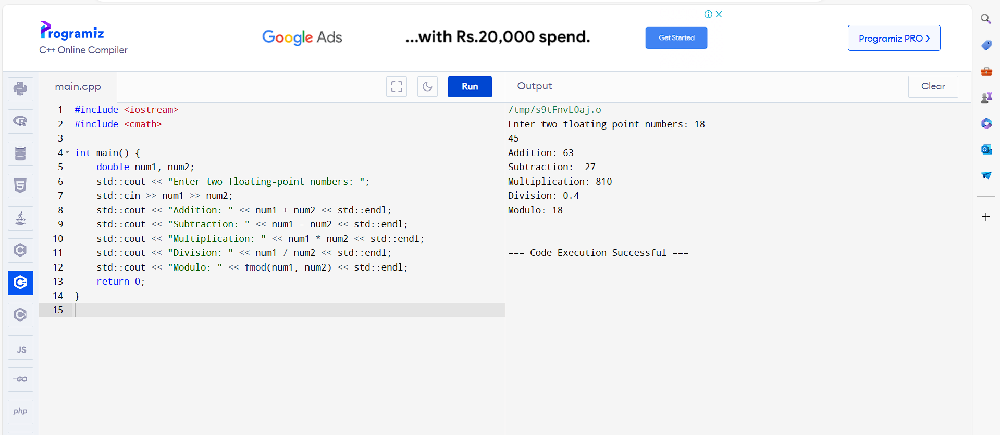 Programiz
C++ Online Compiler
Google Ads
...with Rs.20,000 spend.
Get Started
Programiz PRO
main.cpp
Run
Output
Clear
1 #include <iostream>
2 #include <cmath>
3
4 int main() {
5     double num1, num2;
6     std::cout << "Enter two floating-point numbers: ";
7     std::cin >> num1 >> num2;
8     std::cout << "Addition: " << num1 + num2 << std::endl;
9     std::cout << "Subtraction: " << num1 - num2 << std::endl;
10     std::cout << "Multiplication: " << num1 * num2 << std::endl;
11     std::cout << "Division: " << num1 / num2 << std::endl;
12     std::cout << "Modulo: " << fmod(num1, num2) << std::endl;
13     return 0;
14 }
15
/tmp/s9tFnvL0aj.o
Enter two floating-point numbers: 18
45
Addition: 63
Subtraction: -27
Multiplication: 810
Division: 0.4
Modulo: 18
=== Code Execution Successful ===
R
5
C
C++
C#
JS
GO
php